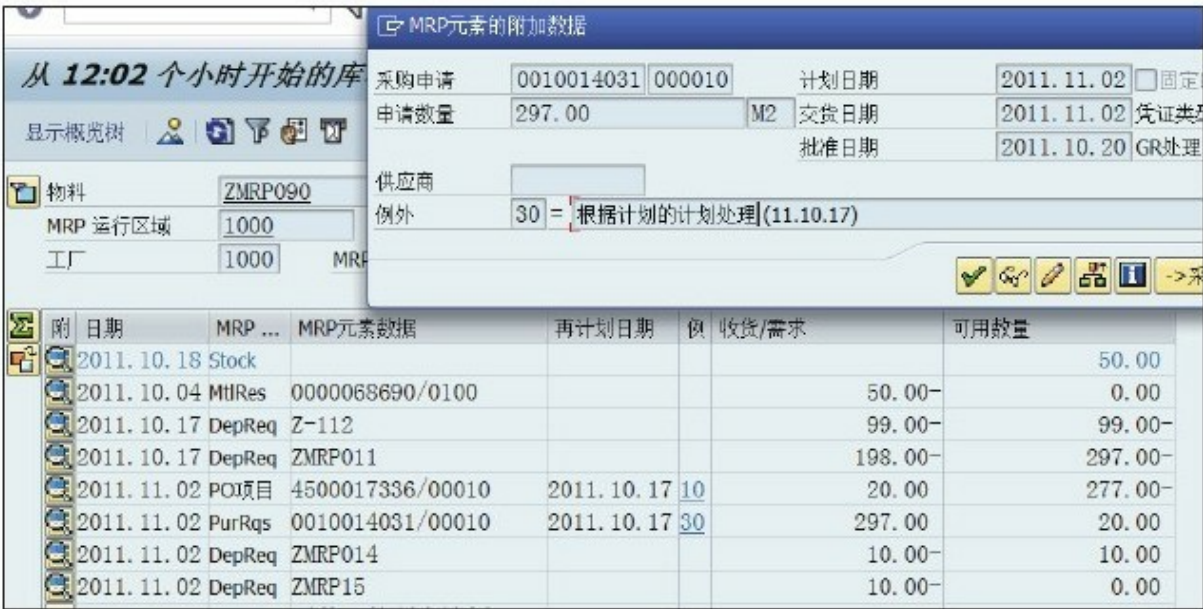 MRP元素的附加数据
从 12:02 个小时开始的库
采购申请 0010014031 000010 计划日期 2011.11.02 固定
申请数量 297.00 M2 交货日期 2011.11.02 凭证类型
批准日期 2011.10.20 GR处理
显示概览树
供应商
物料 ZMRP090
例外 30 = 根据计划的计划处理 (11.10.17)
MRP 运行区域 1000
工厂 1000 MRP
->采
附 日期 MRP ... MRP元素数据 再计划日期 例 收货/需求 可用数量
2011.10.18 Stock 50.00
2011.10.04 MtlRes 0000068690/0100 50.00- 0.00
2011.10.17 DepReq Z-112 99.00- 99.00-
2011.10.17 DepReq ZMRP011 198.00- 297.00-
2011.11.02 PO项目 4500017336/00010 2011.10.17 10 20.00 277.00-
2011.11.02 PurRqs 0010014031/00010 2011.10.17 30 297.00 20.00
2011.11.02 DepReq ZMRP014 10.00- 10.00
2011.11.02 DepReq ZMRP15 10.00- 0.00